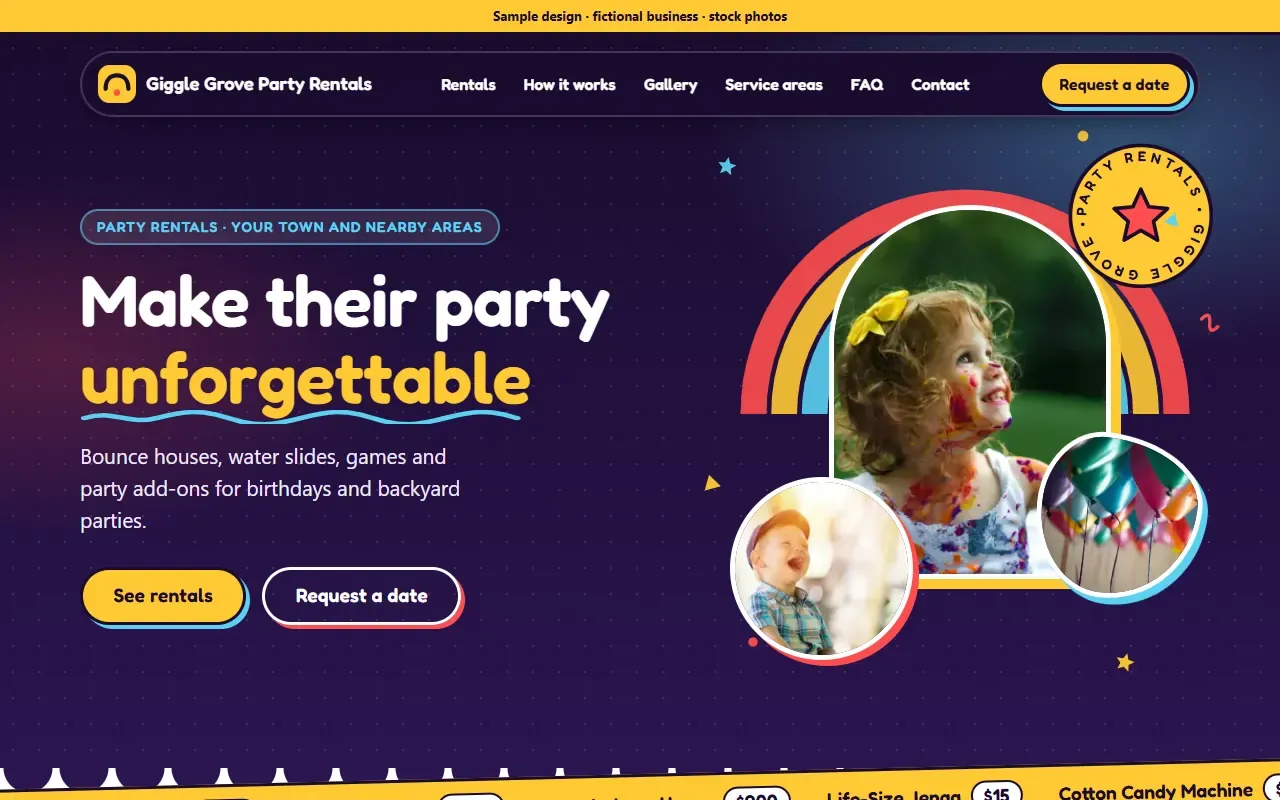 Sample design · fictional business · stock photos
Giggle Grove Party Rentals
Rentals
How it works
Gallery
Service areas
FAQ
Contact
Request a date
PARTY RENTALS · GIGGLE GROVE ·
PARTY RENTALS · YOUR TOWN AND NEARBY AREAS
Make their party
unforgettable
Bounce houses, water slides, games and
party add-ons for birthdays and backyard
parties.
See rentals
Request a date
Life-Size Jenga
$15
Cotton Candy Machine